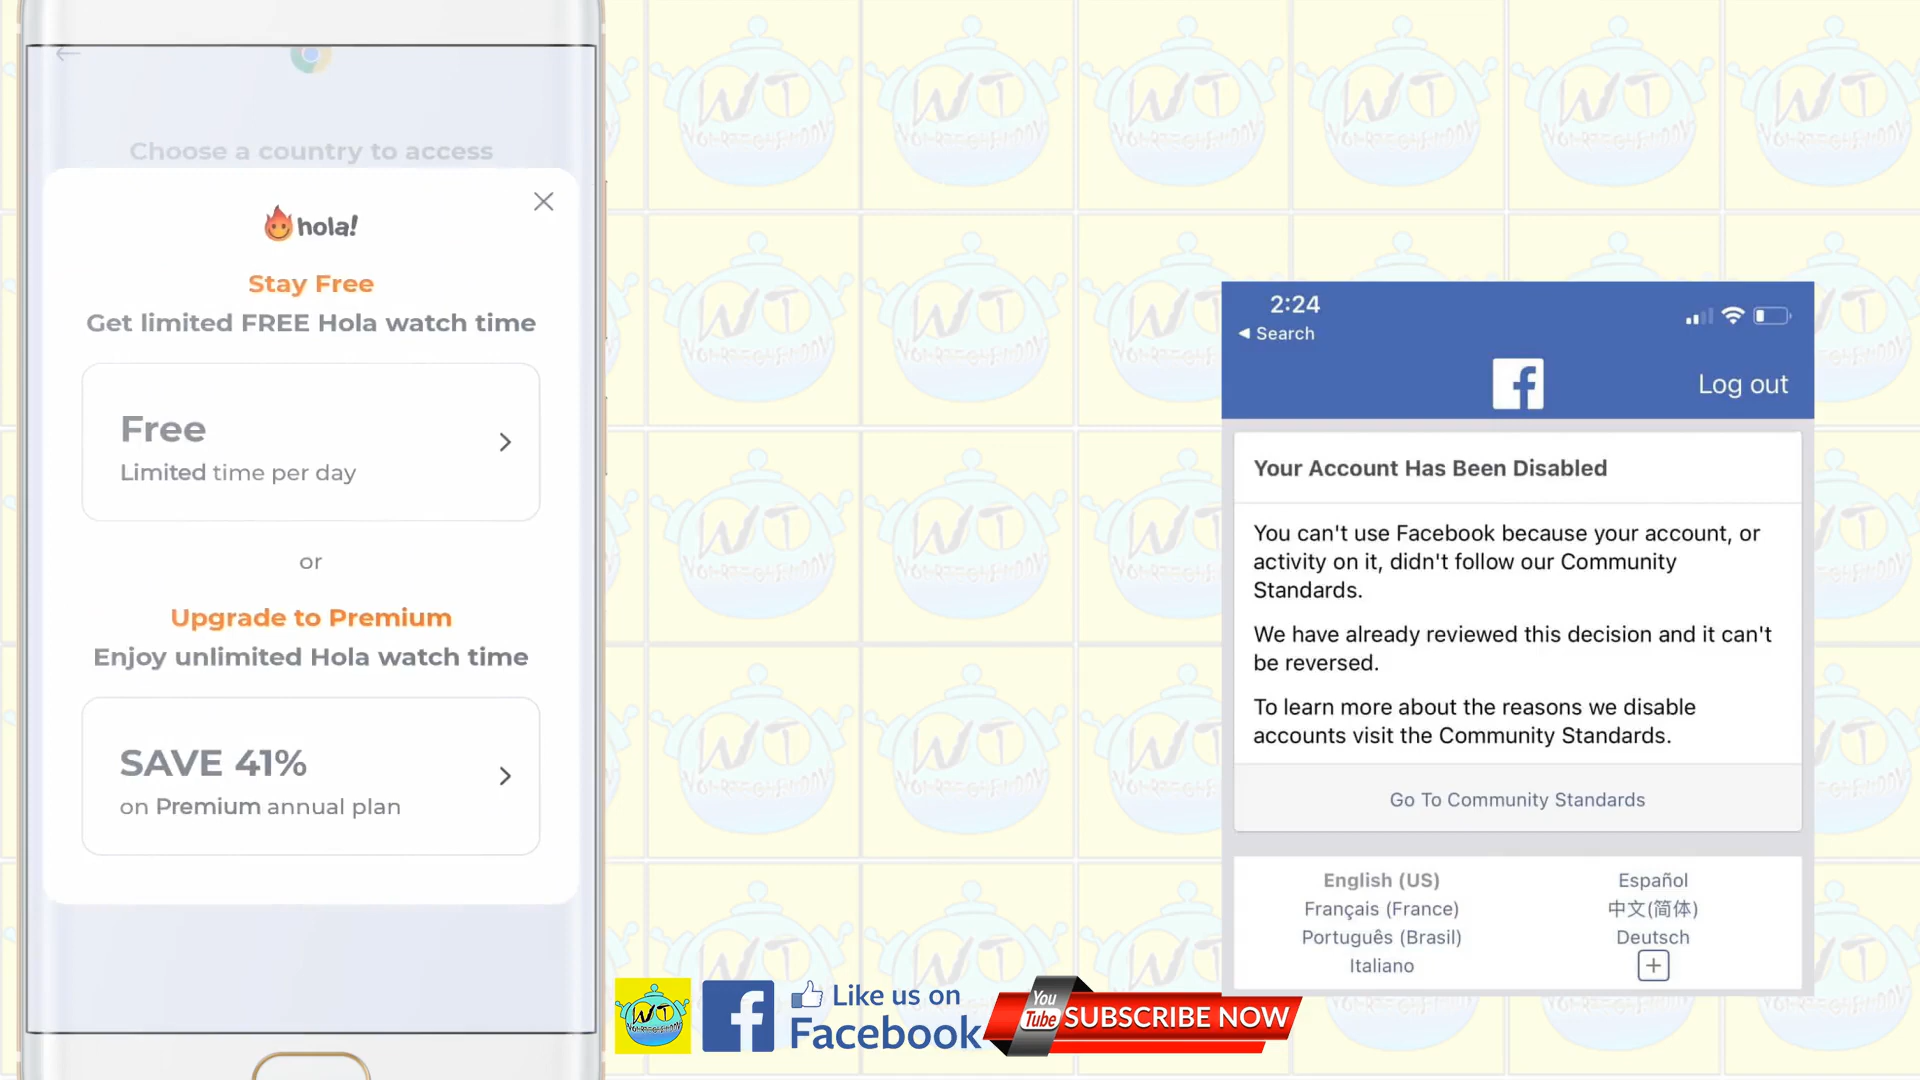 Choose a country to access
hola!
Stay Free
Get limited FREE Hola watch time
Free
Limited time per day
or
Upgrade to Premium
Enjoy unlimited Hola watch time
SAVE 41%
on Premium annual plan
2:24
Search
Log out
Your Account Has Been Disabled
You can't use Facebook because your account, or
activity on it, didn't follow our Community
Standards.
We have already reviewed this decision and it can't
be reversed.
To learn more about the reasons we disable
accounts visit the Community Standards.
Go To Community Standards
English (US)
Español
Français (France)
中文(简体)
Português (Brasil)
Deutsch
Italiano
WT
Like us on
Facebook
You
Tube
SUBSCRIBE NOW